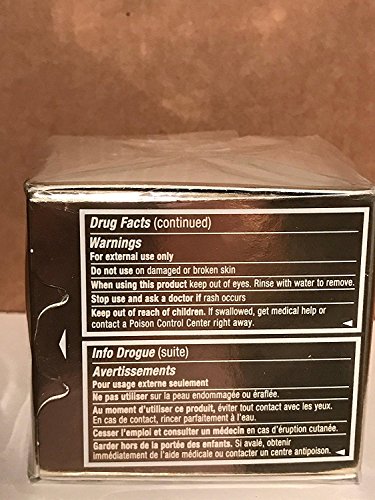 Drug Facts (continued)
Warnings
For external use only
Do not use on damaged or broken skin
When using this product keep out of eyes. Rinse with water to remove.
Stop use and ask a doctor if rash occurs
Keep out of reach of children. If swallowed, get medical help or
contact a Poison Control Center right away.
Info Drogue (suite)
Avertissements
Pour usage externe seulement
Ne pas utiliser sur la peau endommagée ou éraflée.
Au moment d'utiliser ce produit, éviter tout contact avec les yeux.
En cas de contact, rincer parfaitement à l'eau.
Cesser l'emploi et consulter un médecin en cas d'éruption cutanée.
Garder hors de la portée des enfants. Si avalé, obtenir
immédiatement de l'aide médicale ou contacter un centre antipoison.